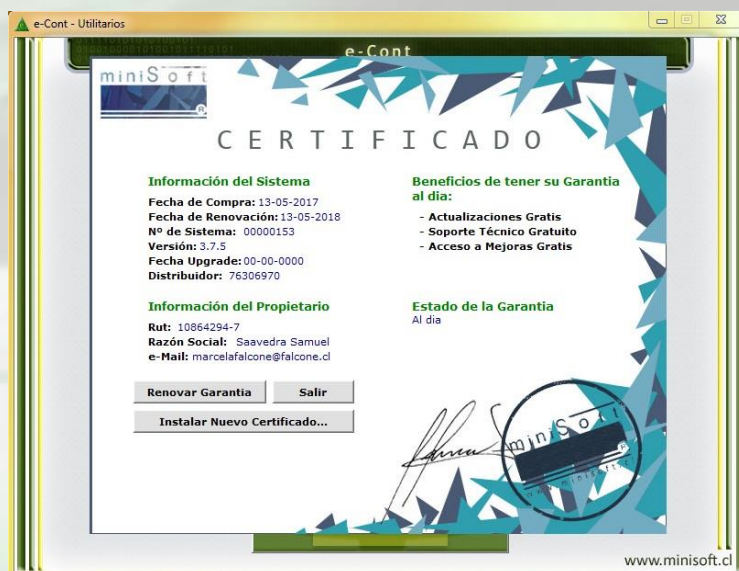 e-Cont - Utilitarios
e-Cont
miniSoft
CERTIFICADO
Información del Sistema
Fecha de Compra: 13-05-2017
Fecha de Renovación: 13-05-2018
Nº de Sistema: 00000153
Versión: 3.7.5
Fecha Upgrade: 00-00-0000
Distribuidor: 76306970
Beneficios de tener su Garantia
al dia:
- Actualizaciones Gratis
- Soporte Técnico Gratuito
- Acceso a Mejoras Gratis
Información del Propietario
Rut: 10864294-7
Razón Social: Saavedra Samuel
e-Mail: marcelafalcone@falcone.cl
Estado de la Garantia
Al dia
Renovar Garantia
Salir
Instalar Nuevo Certificado...
miniSoft
www.minisoft.cl
www.minisoft.cl